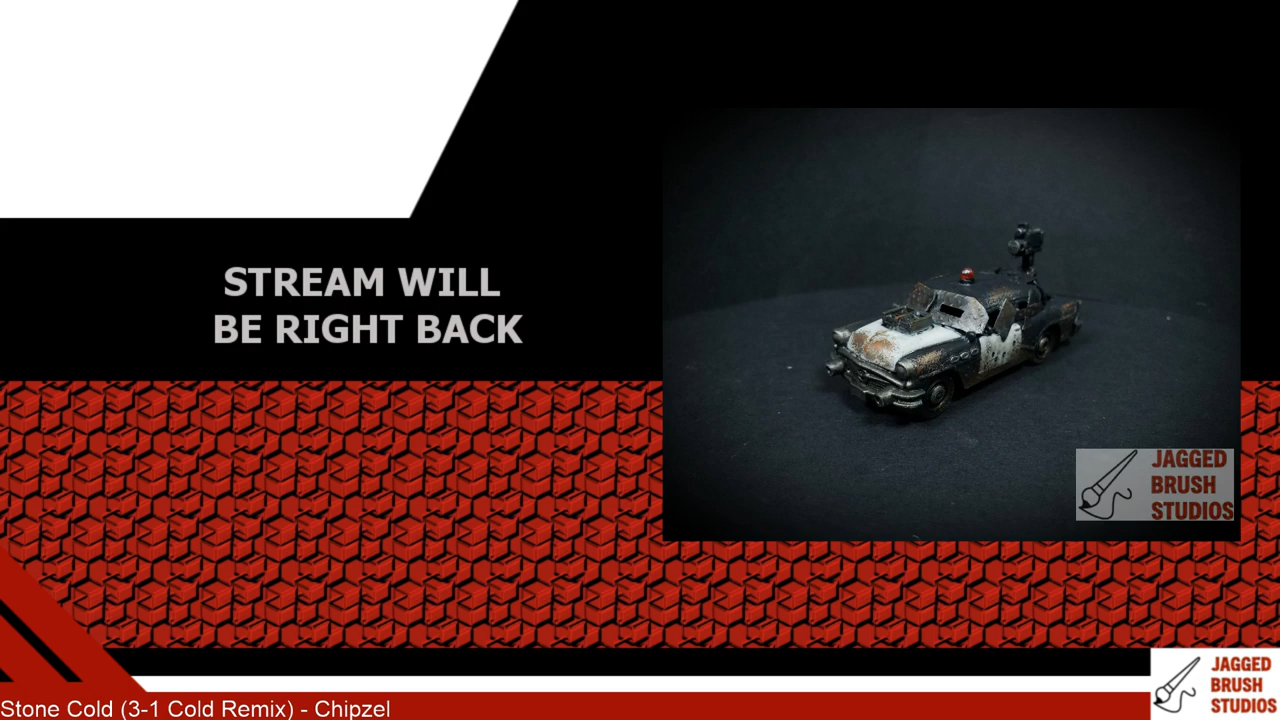 STREAM WILL
BE RIGHT BACK
JAGGED
BRUSH
STUDIOS
JAGGED
BRUSH
STUDIOS
Stone Cold (3-1 Cold Remix) - Chipzel